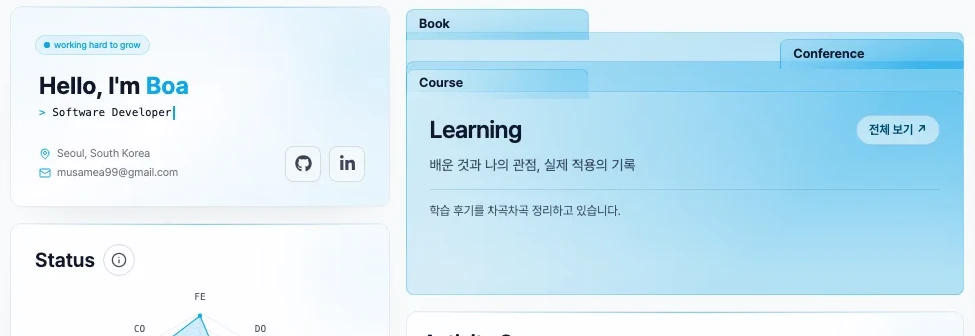 working hard to grow
Hello, I'm Boa
> Software Developer
Seoul, South Korea
musamea99@gmail.com
in
Status
FE
CO
DO
Book
Conference
Course
Learning
전체 보기 ↗
배운 것과 나의 관점, 실제 적용의 기록
학습 후기를 차곡차곡 정리하고 있습니다.